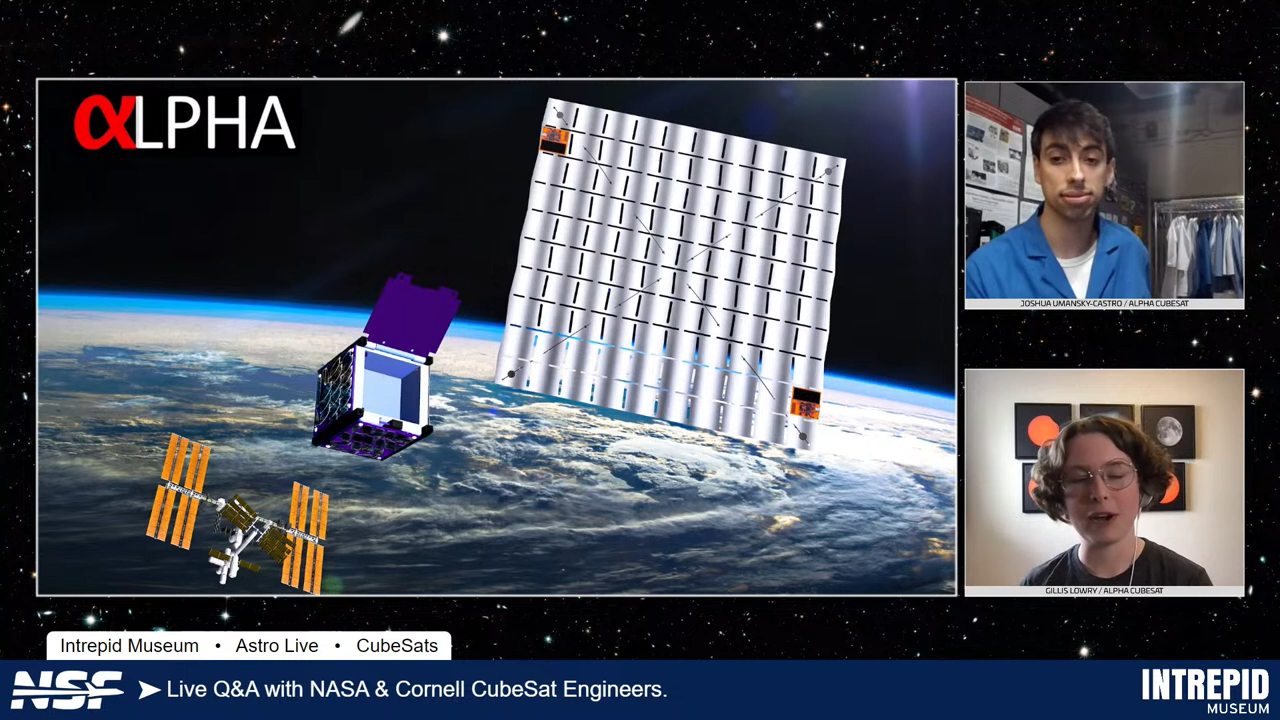 αLPHA
JOSHUA UMANSKY-CASTRO / ALPHA CUBESAT
GILLIS LOWRY / ALPHA CUBESAT
Intrepid Museum • Astro Live • CubeSats
NSF
Live Q&A with NASA & Cornell CubeSat Engineers.
INTREPID
MUSEUM